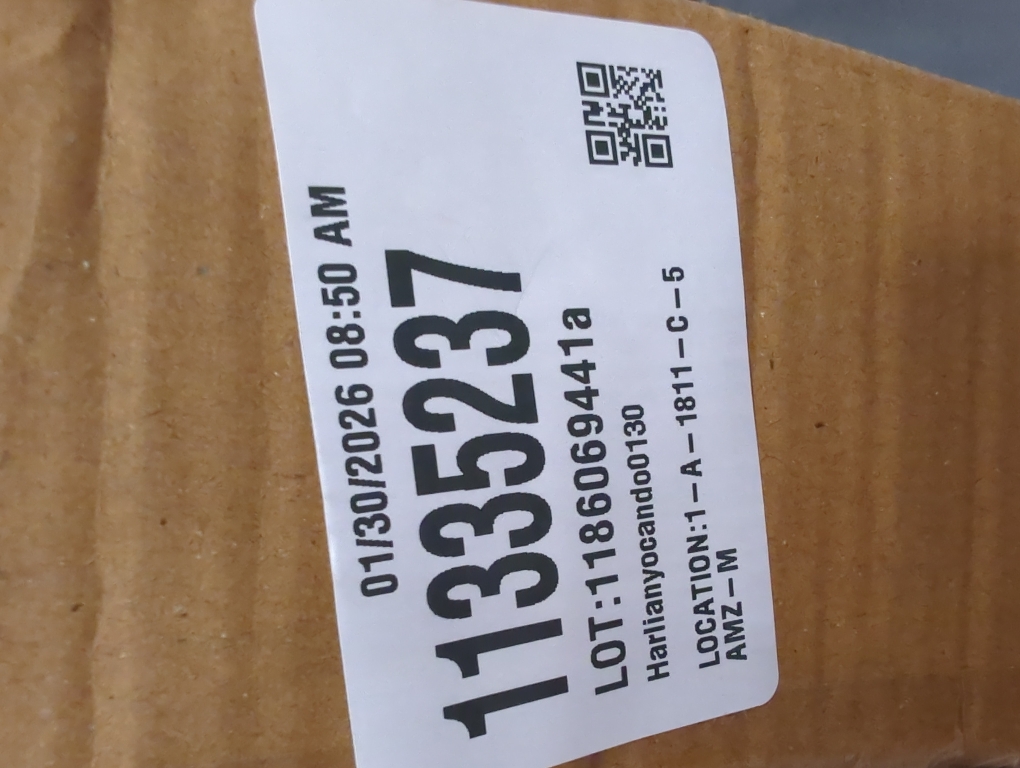 01/30/2026 08:50 AM
11335237
LOT:1186069441a
Harlianyocando0130
LOCATION:1-A-1811-C-5
AMZ-M